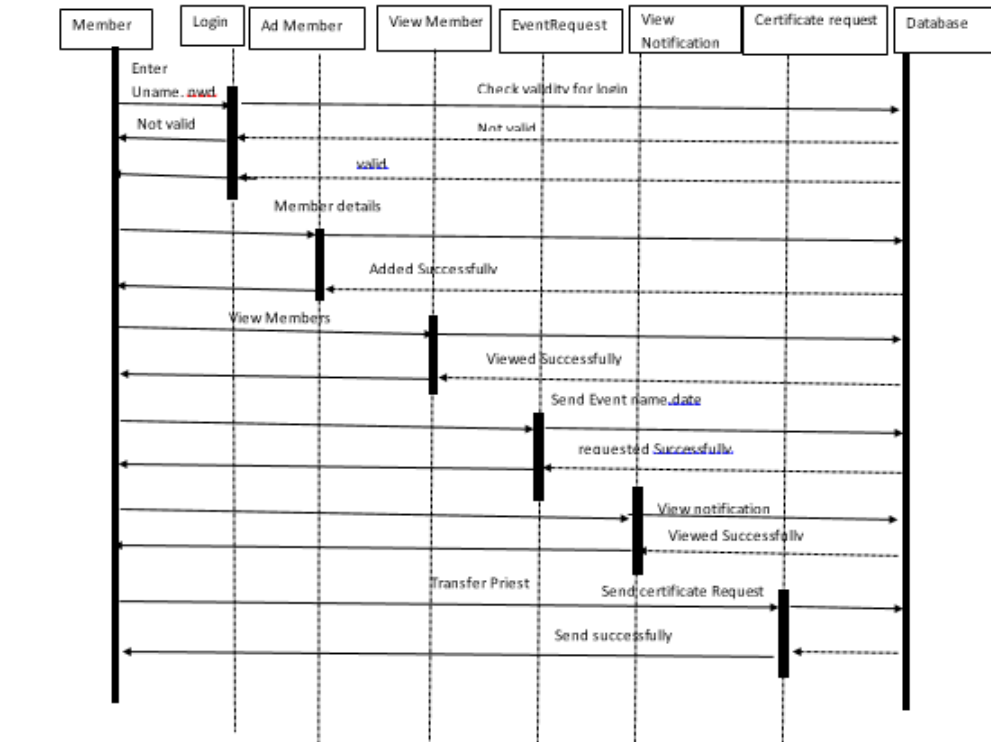 Member
Login
Ad Member
View Member
EventRequest
View
Notification
Certificate request
Database
Enter
Uname. pwd
Check validity for login
Not valid
Not valid
valid
Member details
Added Successfully
View Members
Viewed Successfully
Send Event name.date
requested Successfully.
View notification
Viewed Successfully
Transfer Priest
Send certificate Request
Send successfully